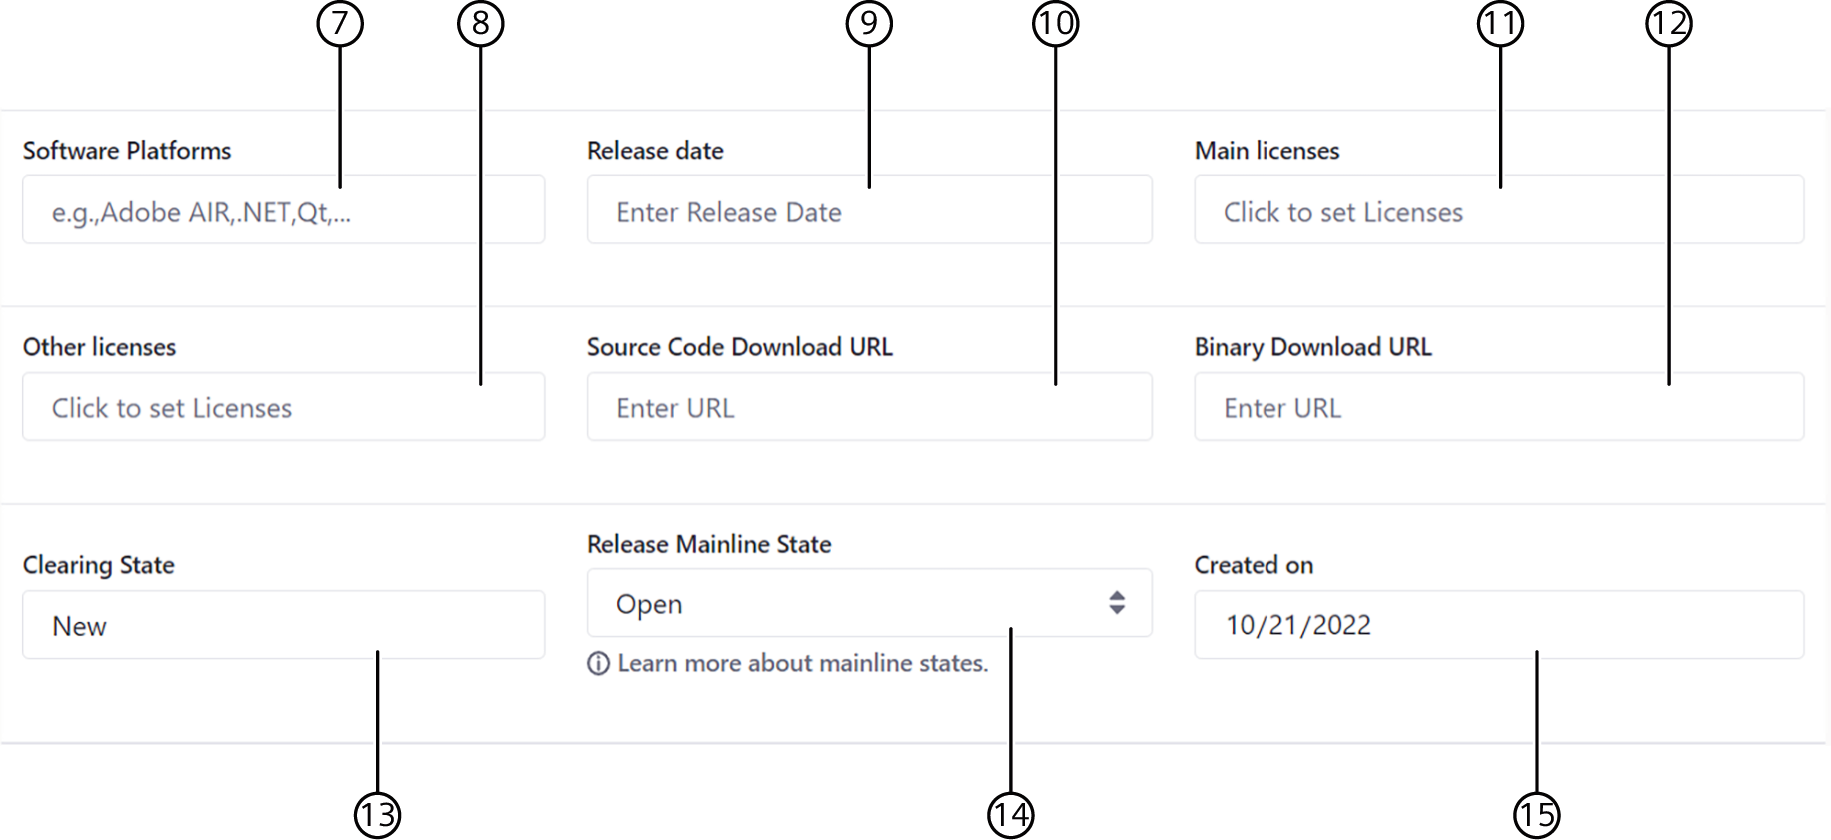 7 8 9 10 11 12
Software Platforms Release date Main licenses
e.g.,Adobe AIR,.NET,Qt,... Enter Release Date Click to set Licenses
Other licenses Source Code Download URL Binary Download URL
Click to set Licenses Enter URL Enter URL
Release Mainline State
Clearing State Created on
Open
New 10/21/2022
Learn more about mainline states.
13 14 15